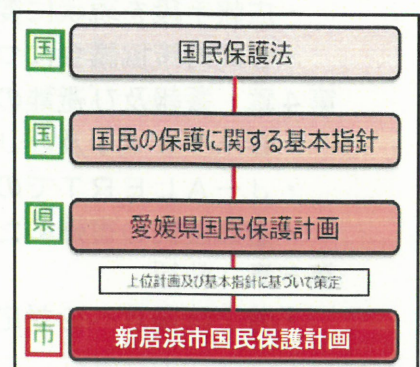 国 国民保護法
国 国民の保護に関する基本指針
県 愛媛県国民保護計画
上位計画及び基本指針に基づいて策定
市 新居浜市国民保護計画